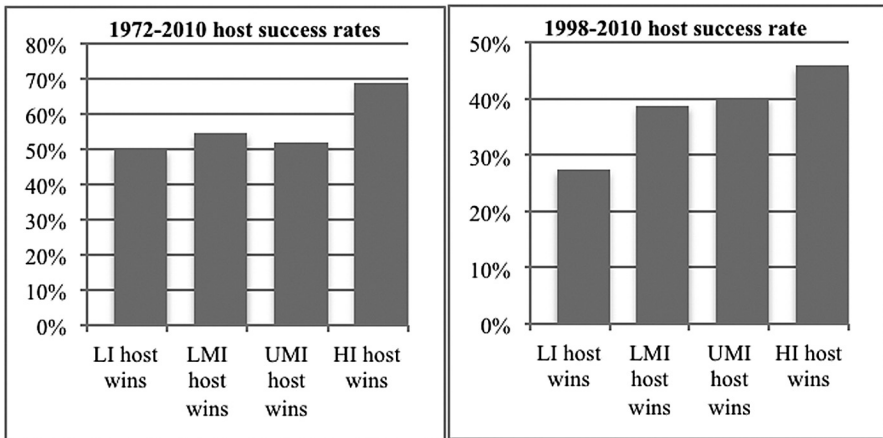 1972-2010 host success rates
80%
70%
60%
50%
40%
30%
20%
10%
0%
LI host
wins
LMI
host
wins
UMI
host
wins
HI host
wins
1998-2010 host success rate
50%
40%
30%
20%
10%
0%
LI host
wins
LMI
host
wins
UMI
host
wins
HI host
wins